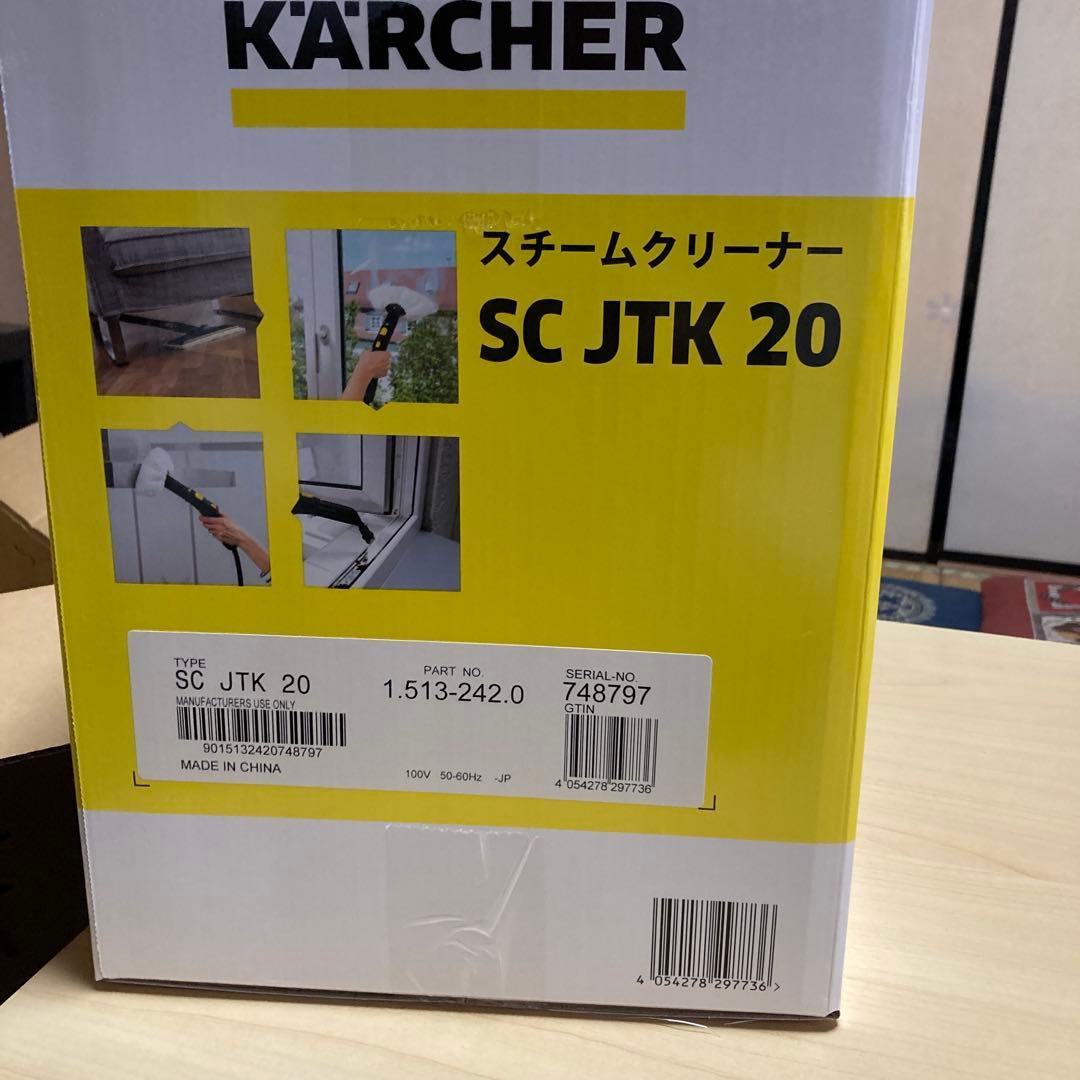 KÄRCHER
スチームクリーナー
SC JTK 20
TYPE
SC JTK 20
MANUFACTURERS USE ONLY
9015132420748797
MADE IN CHINA
PART NO.
1.513-242.0
100V 50-60Hz -JP
SERIAL-NO.
748797
GTIN
4 054278 297736
4 054278 297736 >